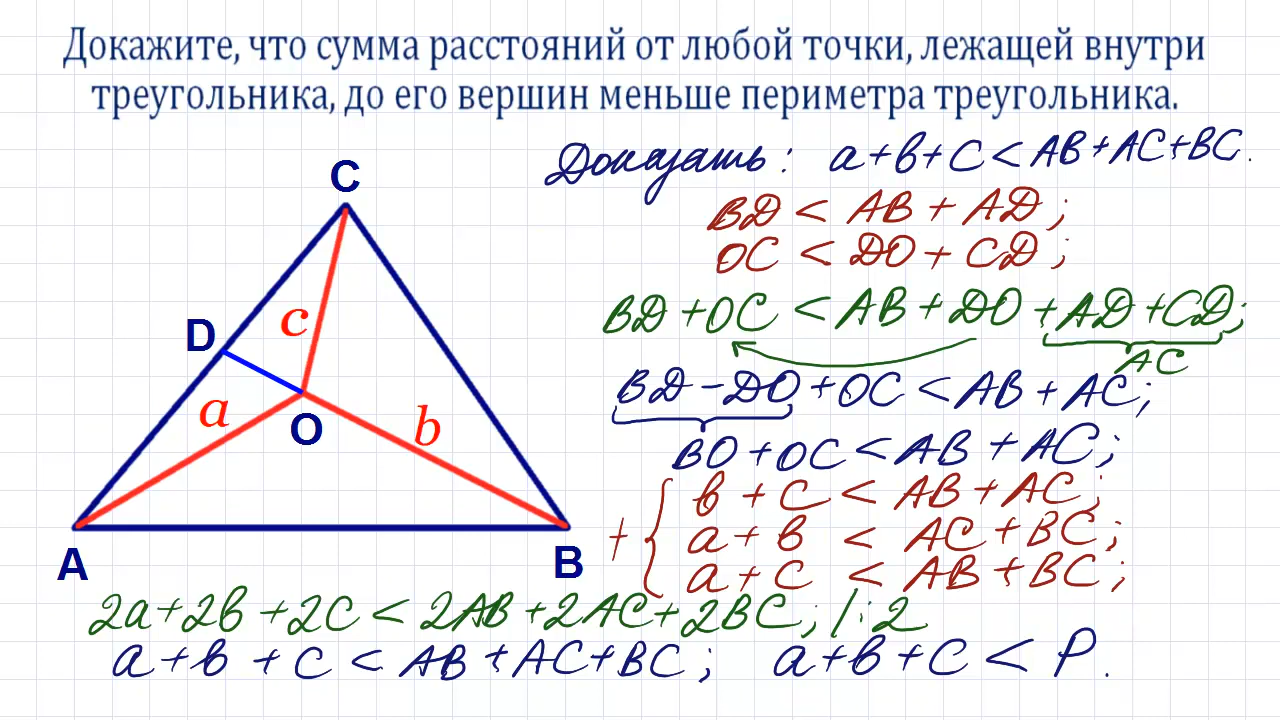 Докажите, что сумма расстояний от любой точки, лежащей внутри
треугольника, до его вершин меньше периметра треугольника.
Доказать: a+b+c<AB+AC+BC.
BD < AB + AD;
OC < DO + CD;
BD+OC < AB+DO+AD+CD;
AC
BD-DO+OC<AB+AC;
BO+OC<AB+AC;
+ { b + c < AB+AC;
a+b < AC+BC;
a+c < AB+BC;
2a+2b+2c<2AB+2AC+2BC; /:2
a+b+c<AB+AC+BC; a+b+c<P.
C
D
c
a
O
b
A
B